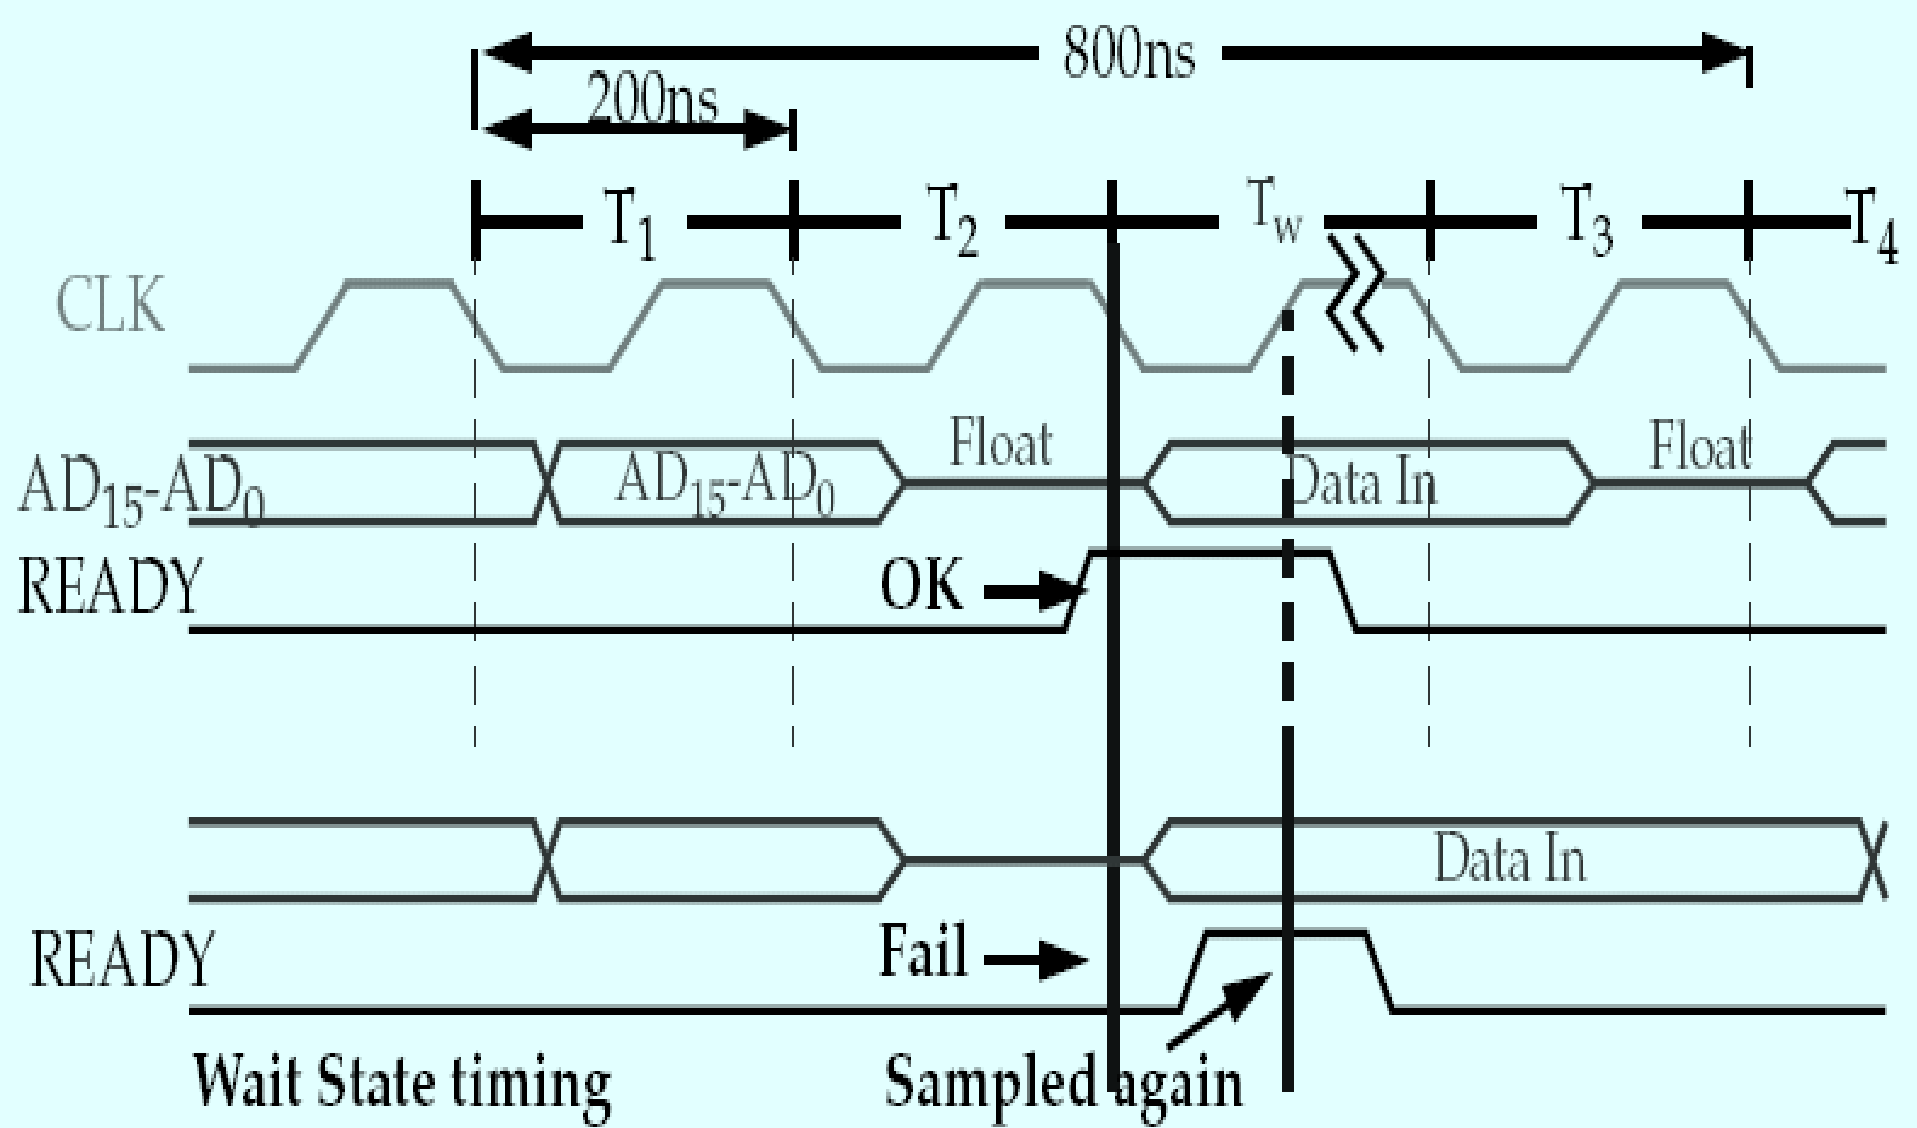 800ns
200ns
T1 T2 Tw T3 T4
CLK
Float Float
AD15-AD0 AD15-AD0 Data In
READY OK
Data In
READY Fail
Wait State timing Sampled again